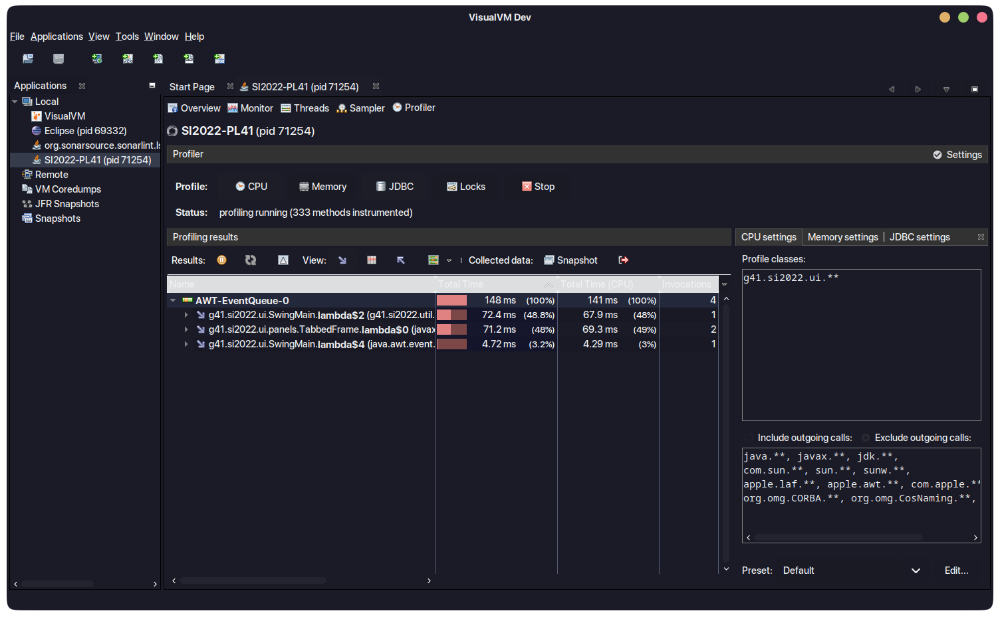 VisualVM Dev
File Applications View Tools Window Help
Applications
Start Page SI2022-PL41 (pid 71254)
Local
VisualVM
Eclipse (pid 69332)
org.sonarsource.sonarlint.ls
SI2022-PL41 (pid 71254)
Remote
VM Coredumps
JFR Snapshots
Snapshots
Overview Monitor Threads Sampler Profiler
SI2022-PL41 (pid 71254)
Profiler Settings
Profile: CPU Memory JDBC Locks Stop
Status: profiling running (333 methods instrumented)
Profiling results
Results: View: Collected data: Snapshot
Name Total Time Total Time (CPU) Invocations
AWT-EventQueue-0 148 ms (100%) 141 ms (100%) 4
g41.si2022.ui.SwingMain.lambda$2 (g41.si2022.util. 72.4 ms (48.8%) 67.9 ms (48%) 1
g41.si2022.ui.panels.TabbedFrame.lambda$0 (javax 71.2 ms (48%) 69.3 ms (49%) 2
g41.si2022.ui.SwingMain.lambda$4 (java.awt.event. 4.72 ms (3.2%) 4.29 ms (3%) 1
CPU settings Memory settings JDBC settings
Profile classes:
g41.si2022.ui.**
Include outgoing calls: Exclude outgoing calls:
java.**, javax.**, jdk.**,
com.sun.**, sun.**, sunw.**,
apple.laf.**, apple.awt.**, com.apple.**
org.omg.CORBA.**, org.omg.CosNaming.**,
Preset: Default Edit...